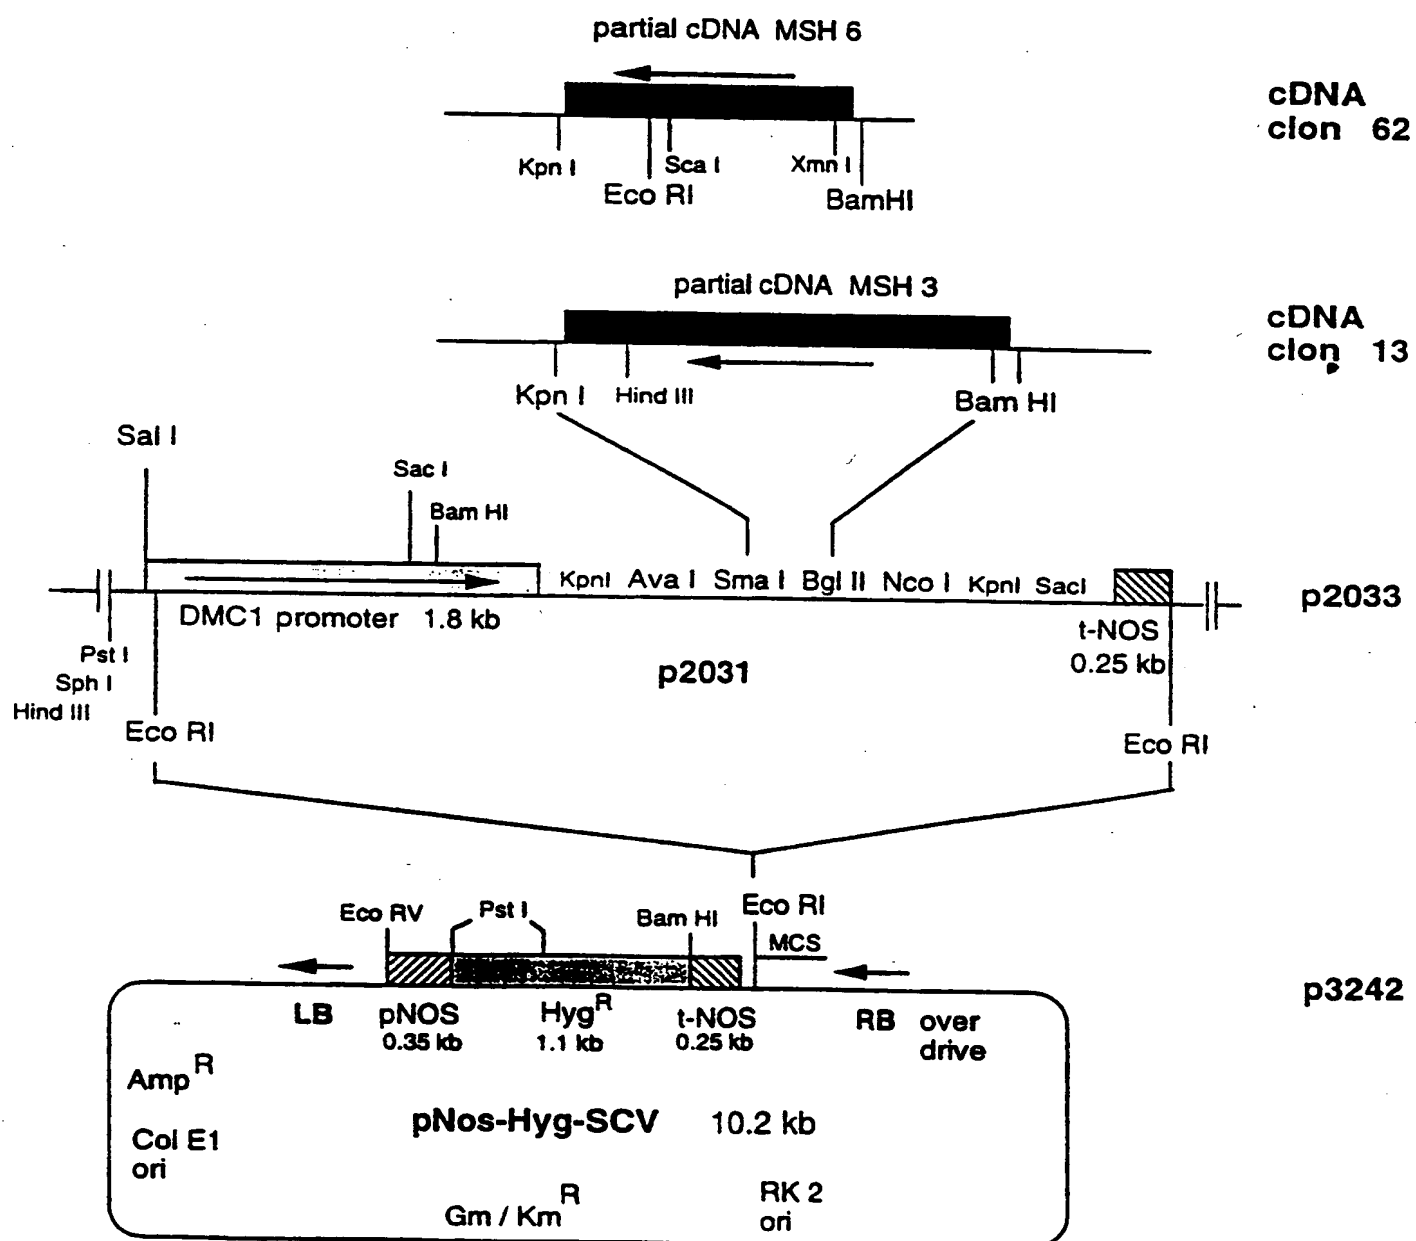 partial cDNA MSH 6
cDNA
clon 62
Kpn I
Eco RI
Sca I
Xmn I
BamHI
partial cDNA MSH 3
cDNA
clon 13
Kpn I
Hind III
Bam HI
Sal I
Sac I
Bam HI
KpnI Ava I Sma I Bgl II Nco I KpnI SacI
DMC1 promoter 1.8 kb
t-NOS
0.25 kb
p2033
Pst I
Sph I
Hind III
p2031
Eco RI
Eco RI
Eco RV
Pst I
Bam HI
Eco RI
MCS
p3242
LB
pNOS
0.35 kb
Hyg R
1.1 kb
t-NOS
0.25 kb
RB
over
drive
Amp R
Col E1
ori
pNos-Hyg-SCV 10.2 kb
Gm / Km R
RK 2
ori